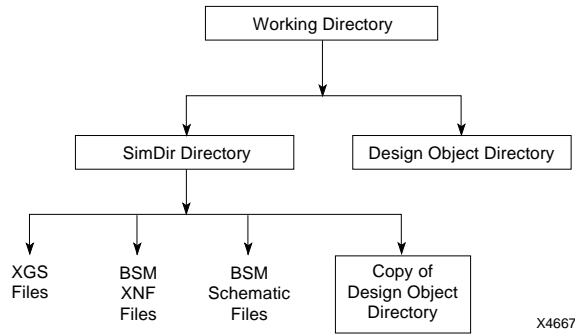 Working Directory
SimDir Directory
Design Object Directory
XGS
Files
BSM
XNF
Files
BSM
Schematic
Files
Copy of
Design Object
Directory
X4667